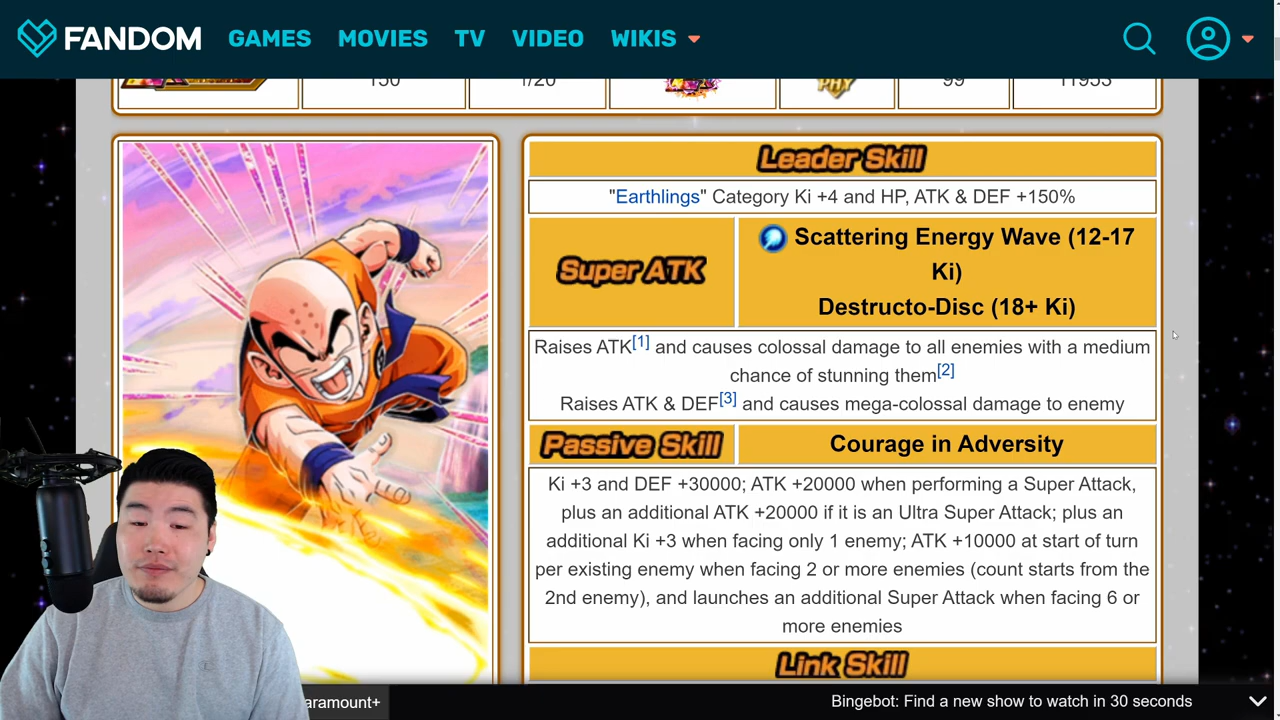 FANDOM GAMES MOVIES TV VIDEO WIKIS
150 1/20 PHY 99 11953
Leader Skill
"Earthlings" Category Ki +4 and HP, ATK & DEF +150%
Super ATK
Scattering Energy Wave (12-17
Ki)
Destructo-Disc (18+ Ki)
Raises ATK[1] and causes colossal damage to all enemies with a medium
chance of stunning them[2]
Raises ATK & DEF[3] and causes mega-colossal damage to enemy
Passive Skill
Courage in Adversity
Ki +3 and DEF +30000; ATK +20000 when performing a Super Attack,
plus an additional ATK +20000 if it is an Ultra Super Attack; plus an
additional Ki +3 when facing only 1 enemy; ATK +10000 at start of turn
per existing enemy when facing 2 or more enemies (count starts from the
2nd enemy), and launches an additional Super Attack when facing 6 or
more enemies
Link Skill
aramount+
Bingebot: Find a new show to watch in 30 seconds